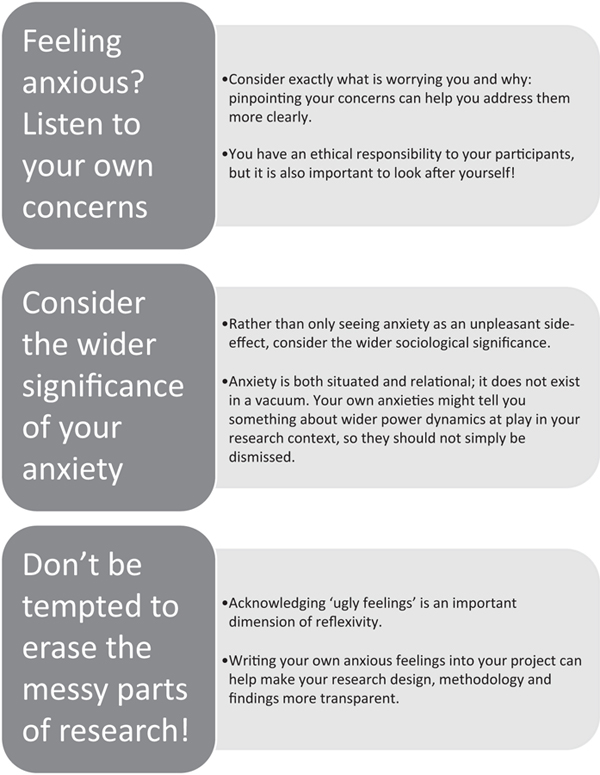 Feeling
anxious?
Listen to
your own
concerns
•Consider exactly what is worrying you and why:
pinpointing your concerns can help you address them
more clearly.
•You have an ethical responsibility to your participants,
but it is also important to look after yourself!
Consider
the wider
significance
of your
anxiety
•Rather than only seeing anxiety as an unpleasant side-
effect, consider the wider sociological significance.
•Anxiety is both situated and relational; it does not exist
in a vacuum. Your own anxieties might tell you
something about wider power dynamics at play in your
research context, so they should not simply be
dismissed.
Don’t be
tempted to
erase the
messy parts
of research!
•Acknowledging ‘ugly feelings’ is an important
dimension of reflexivity.
•Writing your own anxious feelings into your project can
help make your research design, methodology and
findings more transparent.